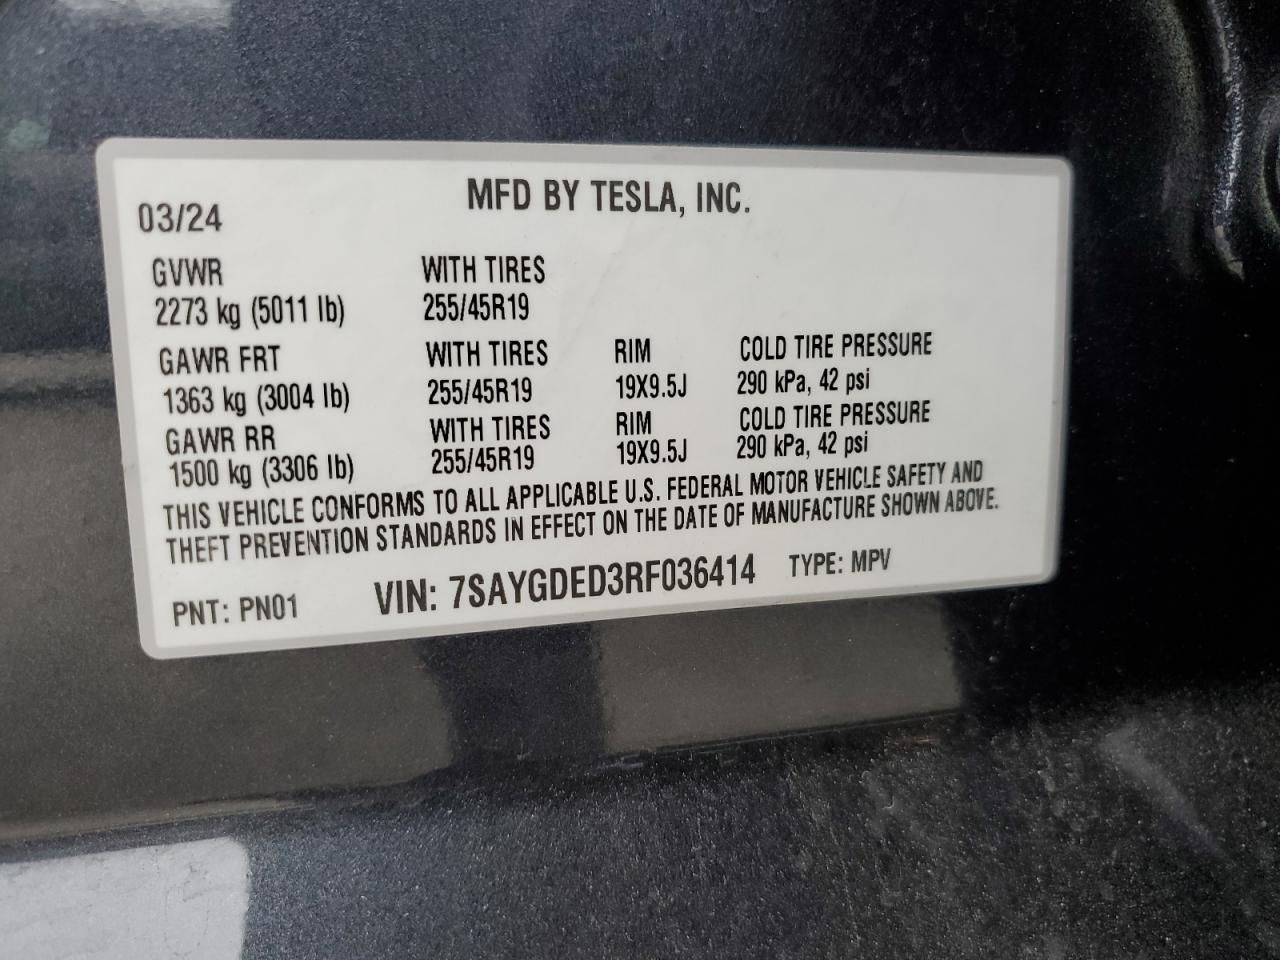 MFD BY TESLA, INC.
03/24
GVWR WITH TIRES
2273 kg (5011 lb) 255/45R19
GAWR FRT WITH TIRES RIM COLD TIRE PRESSURE
1363 kg (3004 lb) 255/45R19 19X9.5J 290 kPa, 42 psi
GAWR RR WITH TIRES RIM COLD TIRE PRESSURE
1500 kg (3306 lb) 255/45R19 19X9.5J 290 kPa, 42 psi
THIS VEHICLE CONFORMS TO ALL APPLICABLE U.S. FEDERAL MOTOR VEHICLE SAFETY AND
THEFT PREVENTION STANDARDS IN EFFECT ON THE DATE OF MANUFACTURE SHOWN ABOVE.
PNT: PN01 VIN: 7SAYGDED3RF036414 TYPE: MPV